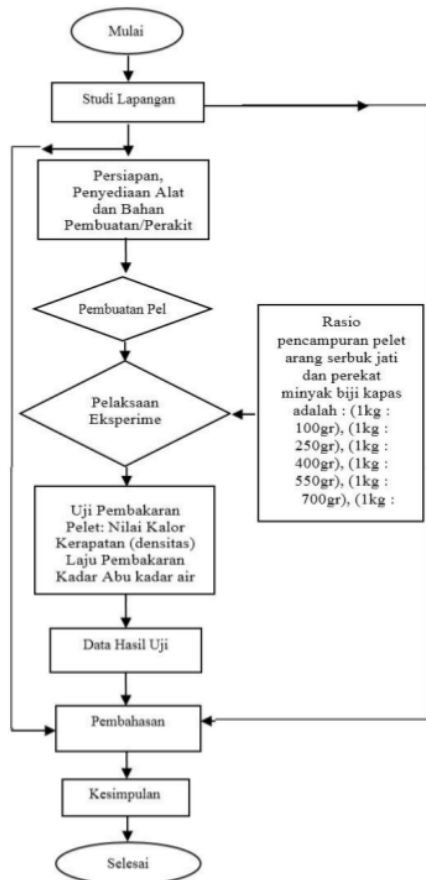 Mulai
Studi Lapangan
Persiapan,
Penyediaan Alat
dan Bahan
Pembuatan/Perakit
Pembuatan Pel
Pelaksaan
Eksperime
Rasio
pencampuran pelet
arang serbuk jati
dan perekat
minyak biji kapas
adalah : (1kg :
100gr), (1kg :
250gr), (1kg :
400gr), (1kg :
550gr), (1kg :
700gr), (1kg :
Uji Pembakaran
Pelet: Nilai Kalor
Kerapatan (densitas)
Laju Pembakaran
Kadar Abu kadar air
Data Hasil Uji
Pembahasan
Kesimpulan
Selesai